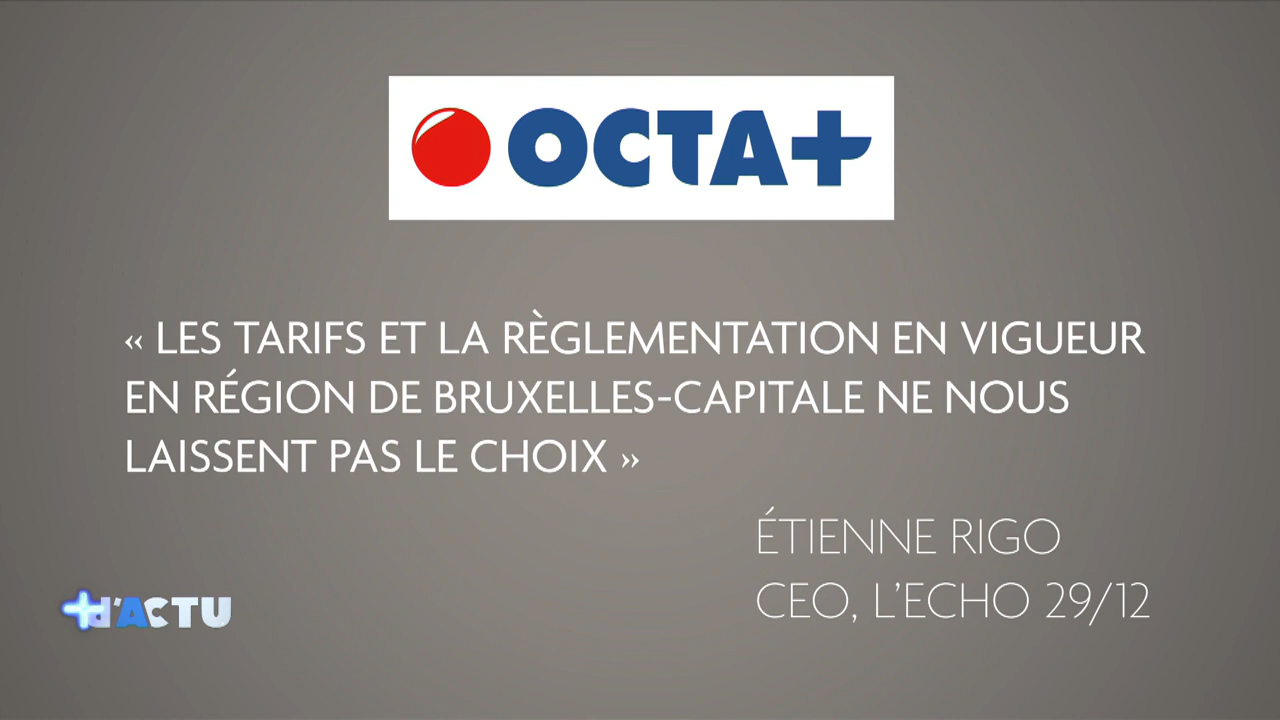 OCTA+
« LES TARIFS ET LA RÈGLEMENTATION EN VIGUEUR
EN RÉGION DE BRUXELLES-CAPITALE NE NOUS
LAISSENT PAS LE CHOIX »
ÉTIENNE RIGO
CEO, L'ECHO 29/12
+d'ACTU